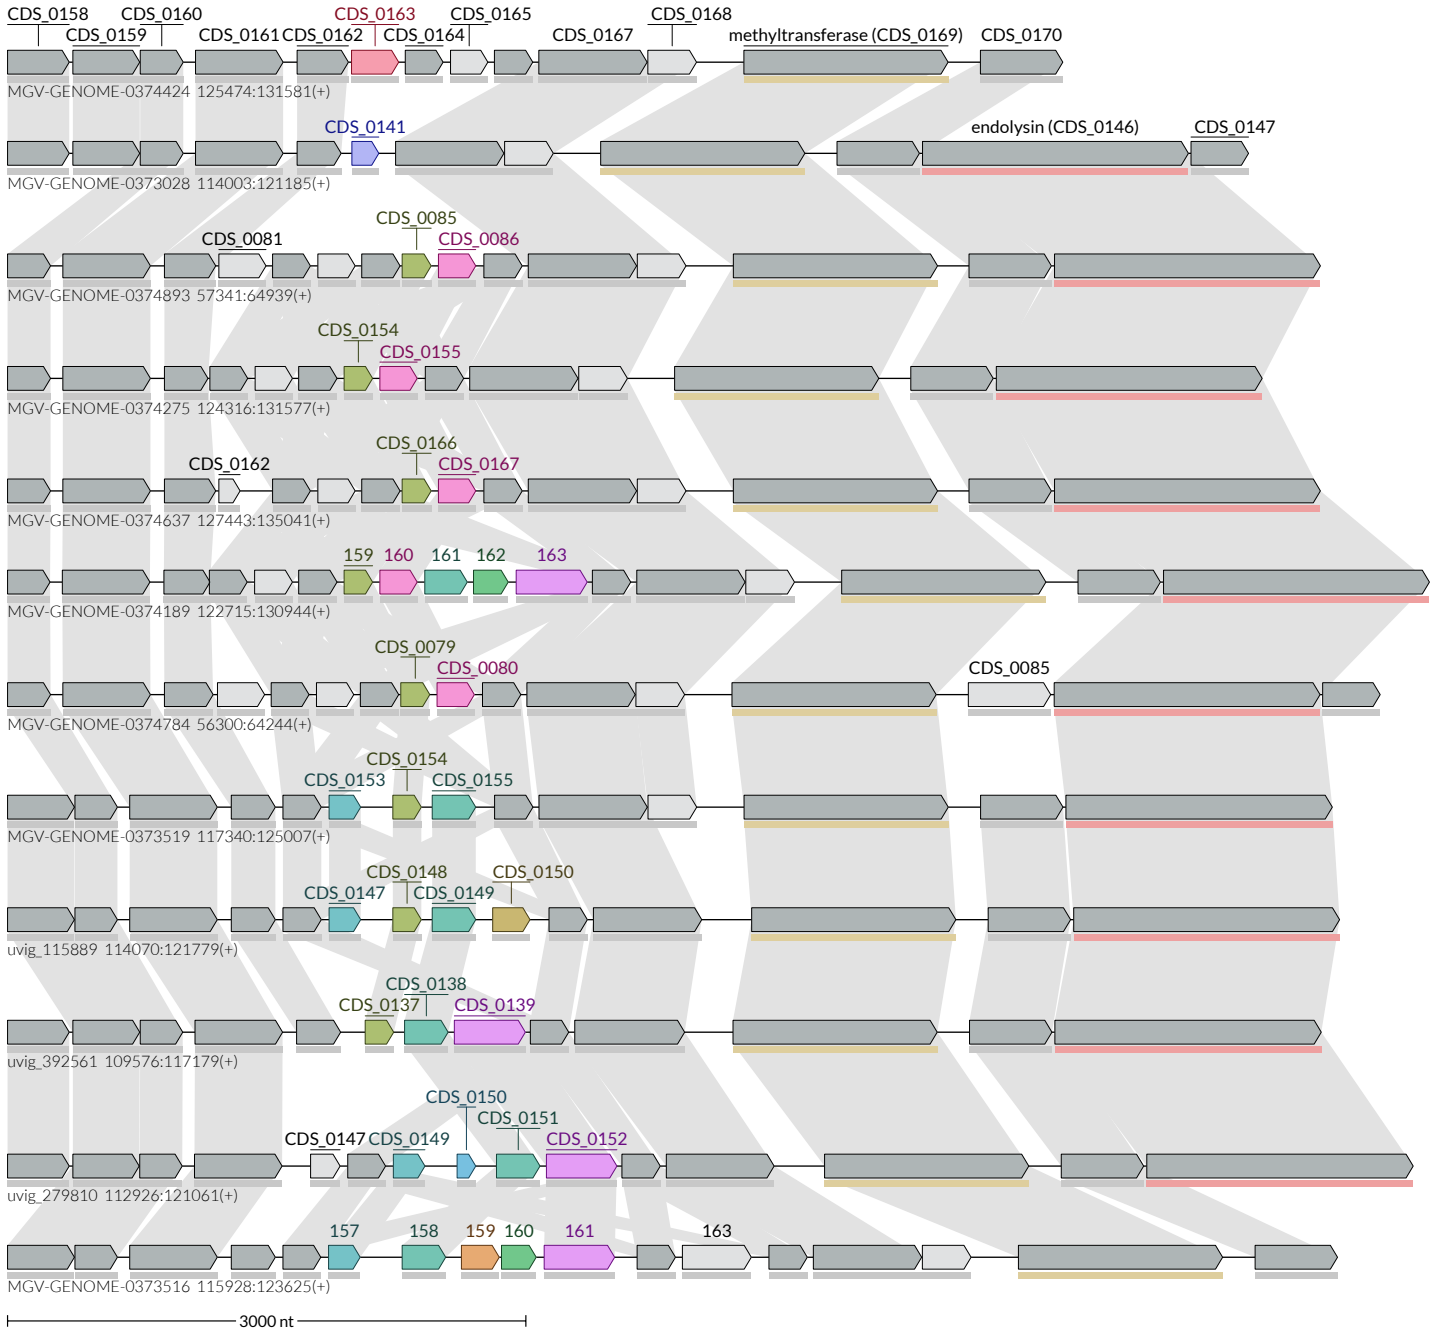 CDS_0158 CDS_0160 CDS_0163 CDS_0165 CDS_0168
CDS_0159 CDS_0161 CDS_0162 CDS_0164 CDS_0167 methyltransferase (CDS_0169) CDS_0170
MGV-GENOME-0374424 125474:131581(+)
CDS_0141 endolysin (CDS_0146) CDS_0147
MGV-GENOME-0373028 114003:121185(+)
CDS_0085
CDS_0081 CDS_0086
MGV-GENOME-0374893 57341:64939(+)
CDS_0154
CDS_0155
MGV-GENOME-0374275 124316:131577(+)
CDS_0166
CDS_0162 CDS_0167
MGV-GENOME-0374637 127443:135041(+)
159 160 161 162 163
MGV-GENOME-0374189 122715:130944(+)
CDS_0079
CDS_0080 CDS_0085
MGV-GENOME-0374784 56300:64244(+)
CDS_0154
CDS_0153 CDS_0155
MGV-GENOME-0373519 117340:125007(+)
CDS_0148 CDS_0150
CDS_0147 CDS_0149
uvig_115889 114070:121779(+)
CDS_0138
CDS_0137 CDS_0139
uvig_392561 109576:117179(+)
CDS_0150
CDS_0151
CDS_0147 CDS_0149 CDS_0152
uvig_279810 112926:121061(+)
157 158 159 160 161 163
MGV-GENOME-0373516 115928:123625(+)
3000 nt